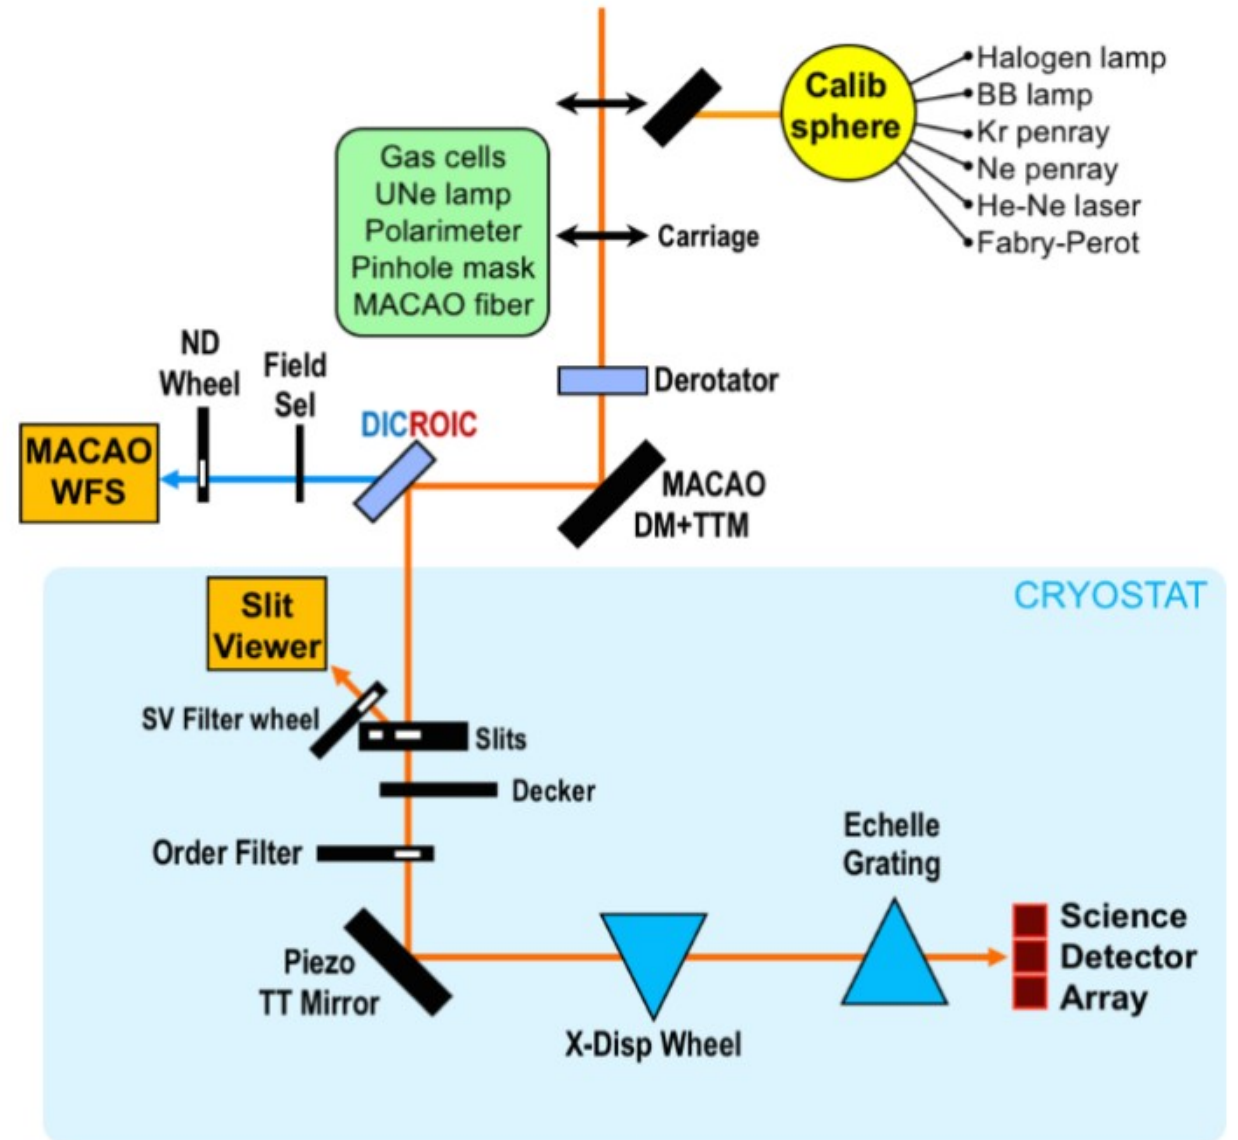 Calib
sphere
Halogen lamp
BB lamp
Kr penray
Ne penray
He-Ne laser
Fabry-Perot
Gas cells
UNe lamp
Polarimeter
Pinhole mask
MACAO fiber
Carriage
ND
Wheel
Field
Sel
DICROIC
Derotator
MACAO
WFS
MACAO
DM+TTM
CRYOSTAT
Slit
Viewer
SV Filter wheel
Slits
Decker
Order Filter
Echelle
Grating
Piezo
TT Mirror
X-Disp Wheel
Science
Detector
Array